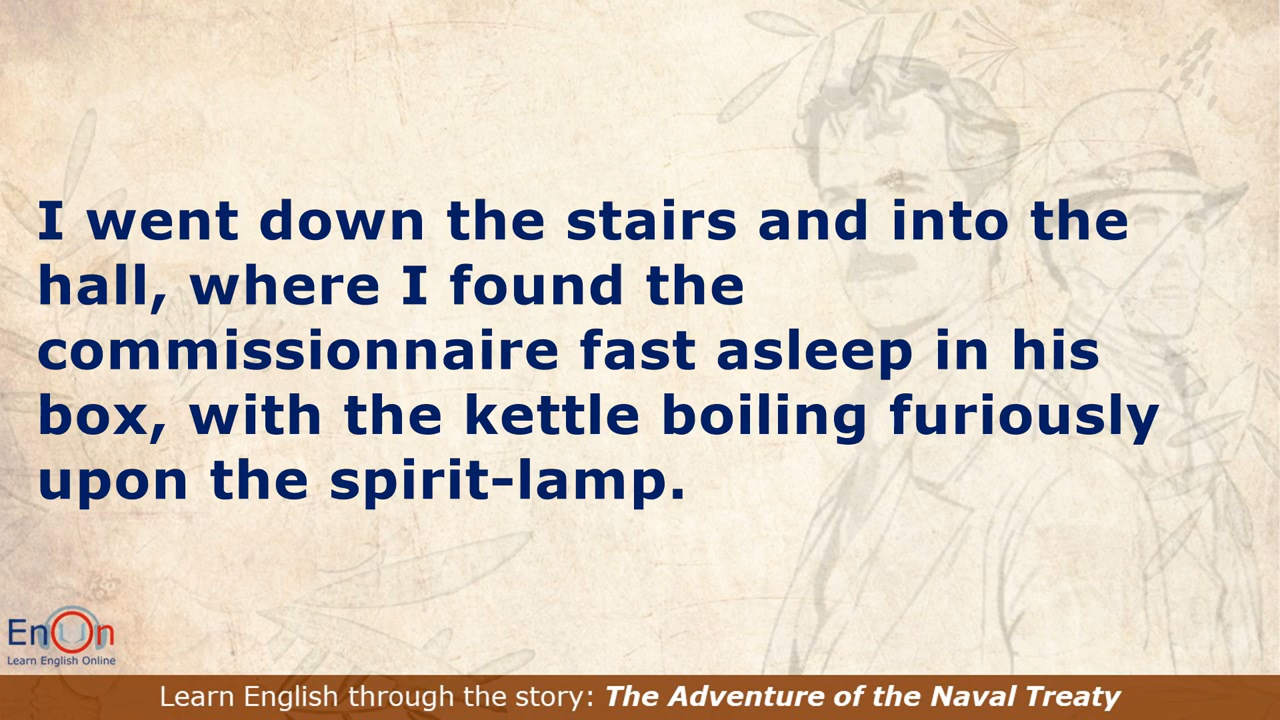 I went down the stairs and into the
hall, where I found the
commissionnaire fast asleep in his
box, with the kettle boiling furiously
upon the spirit-lamp.
EnOn
Learn English Online
Learn English through the story: The Adventure of the Naval Treaty